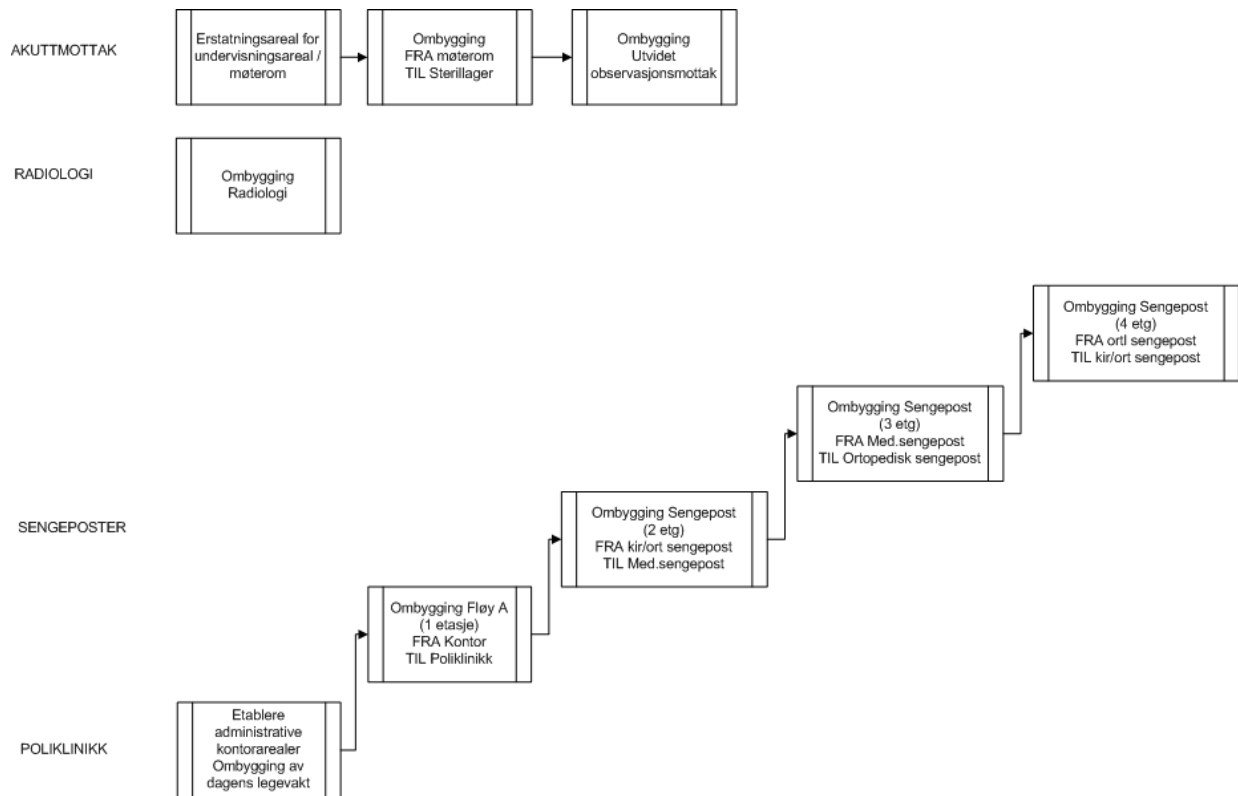 AKUTTMOTTAK
Erstatningsareal for
undervisningsareal /
møterom
Ombygging
FRA møterom
TIL Sterillager
Ombygging
Utvidet
observasjonsmottak
RADIOLOGI
Ombygging
Radiologi
Ombygging Sengepost
(4 etg)
FRA ortl sengepost
TIL kir/ort sengepost
Ombygging Sengepost
(3 etg)
FRA Med.sengepost
TIL Ortopedisk sengepost
SENGEPOSTER
Ombygging Sengepost
(2 etg)
FRA kir/ort sengepost
TIL Med.sengepost
Ombygging Fløy A
(1 etasje)
FRA Kontor
TIL Poliklinikk
POLIKLINIKK
Etablere
administrative
kontorarealer
Ombygging av
dagens legevakt